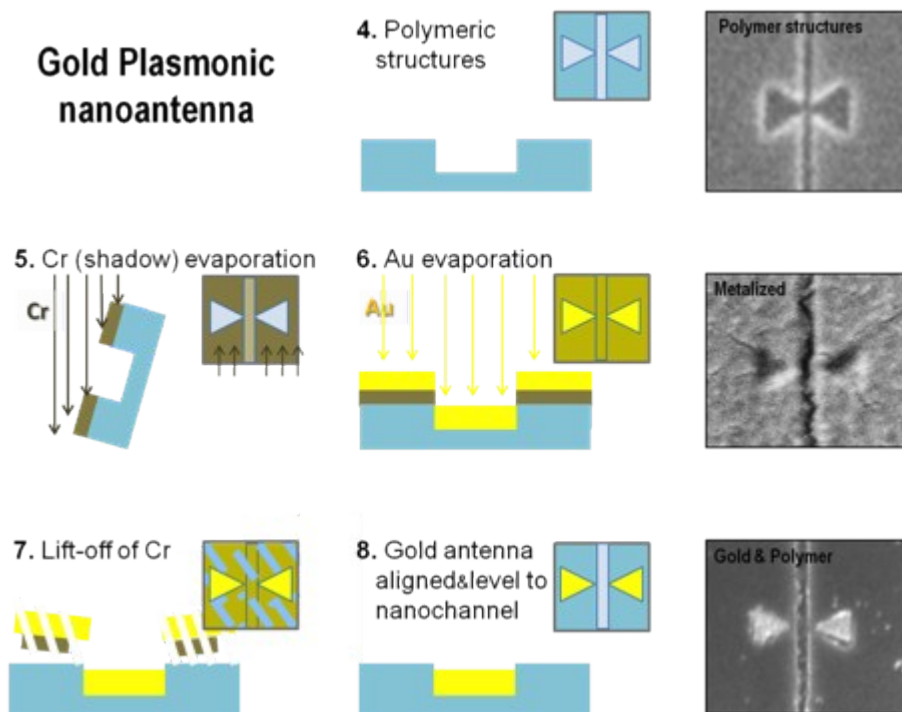 Gold Plasmonic
nanoantenna
4. Polymeric
structures
Polymer structures
5. Cr (shadow) evaporation
Cr
6. Au evaporation
Au
Metalized
7. Lift-off of Cr
8. Gold antenna
aligned&level to
nanochannel
Gold & Polymer